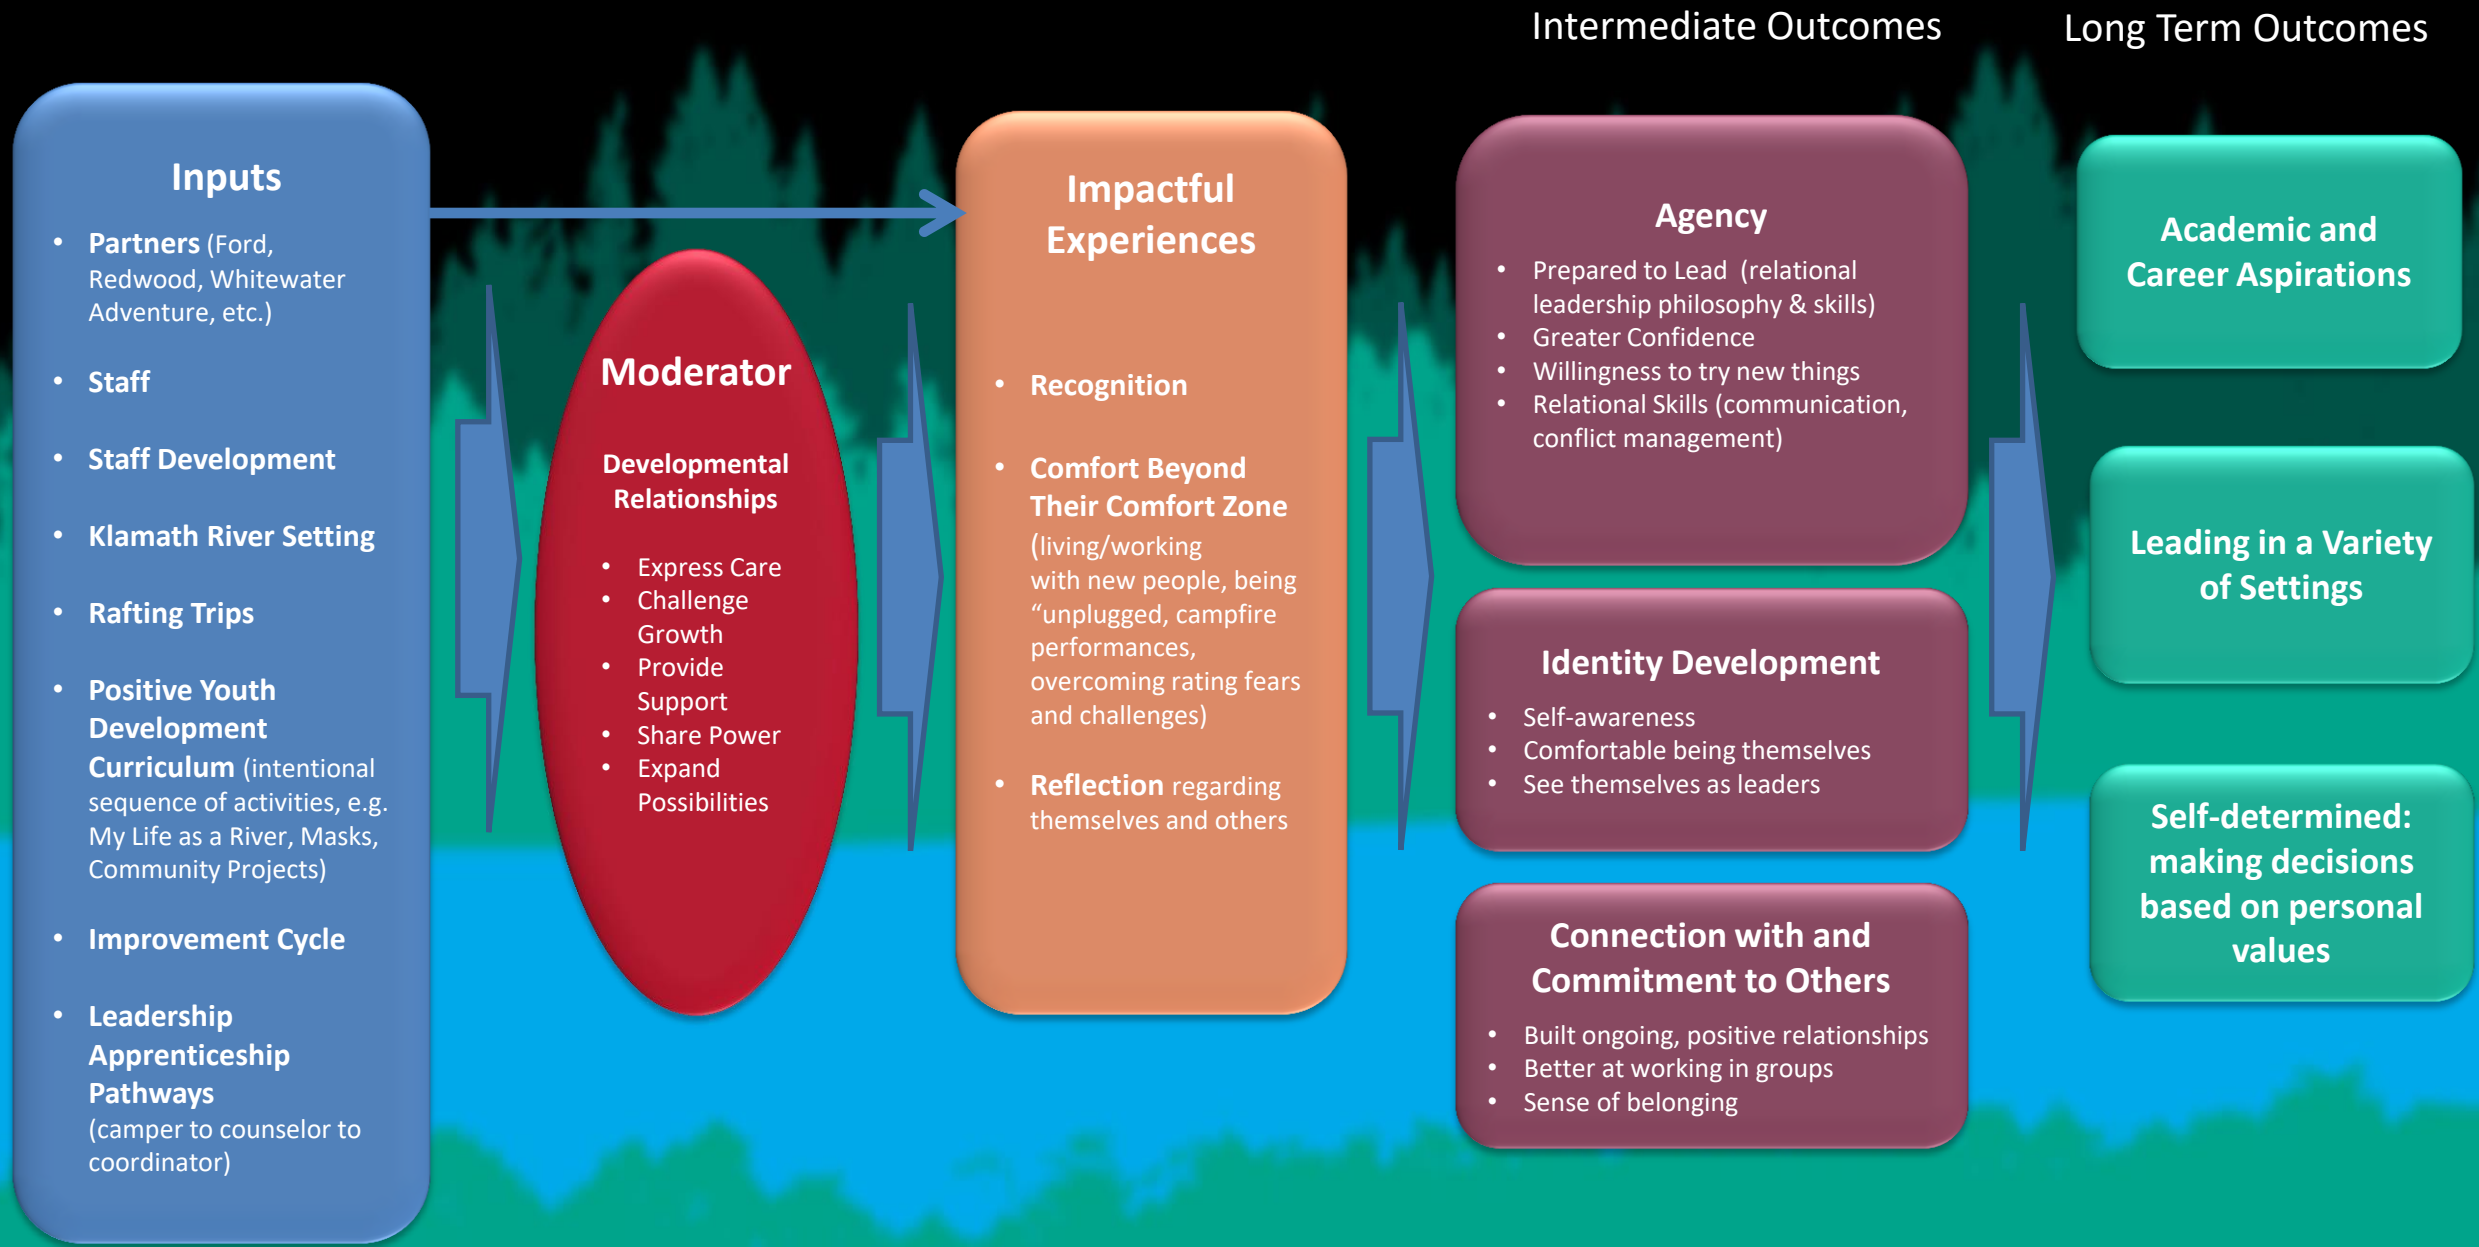 Intermediate Outcomes
Long Term Outcomes
Inputs
• Partners (Ford,
Redwood, Whitewater
Adventure, etc.)
• Staff
• Staff Development
• Klamath River Setting
• Rafting Trips
• Positive Youth
Development
Curriculum (intentional
sequence of activities, e.g.
My Life as a River, Masks,
Community Projects)
• Improvement Cycle
• Leadership
Apprenticeship
Pathways
(camper to counselor to
coordinator)
Moderator
Developmental
Relationships
• Express Care
• Challenge
Growth
• Provide
Support
• Share Power
• Expand
Possibilities
Impactful
Experiences
• Recognition
• Comfort Beyond
Their Comfort Zone
(living/working
with new people, being
“unplugged, campfire
performances,
overcoming rating fears
and challenges)
• Reflection regarding
themselves and others
Agency
• Prepared to Lead (relational
leadership philosophy & skills)
• Greater Confidence
• Willingness to try new things
• Relational Skills (communication,
conflict management)
Identity Development
• Self-awareness
• Comfortable being themselves
• See themselves as leaders
Connection with and
Commitment to Others
• Built ongoing, positive relationships
• Better at working in groups
• Sense of belonging
Academic and
Career Aspirations
Leading in a Variety
of Settings
Self-determined:
making decisions
based on personal
values